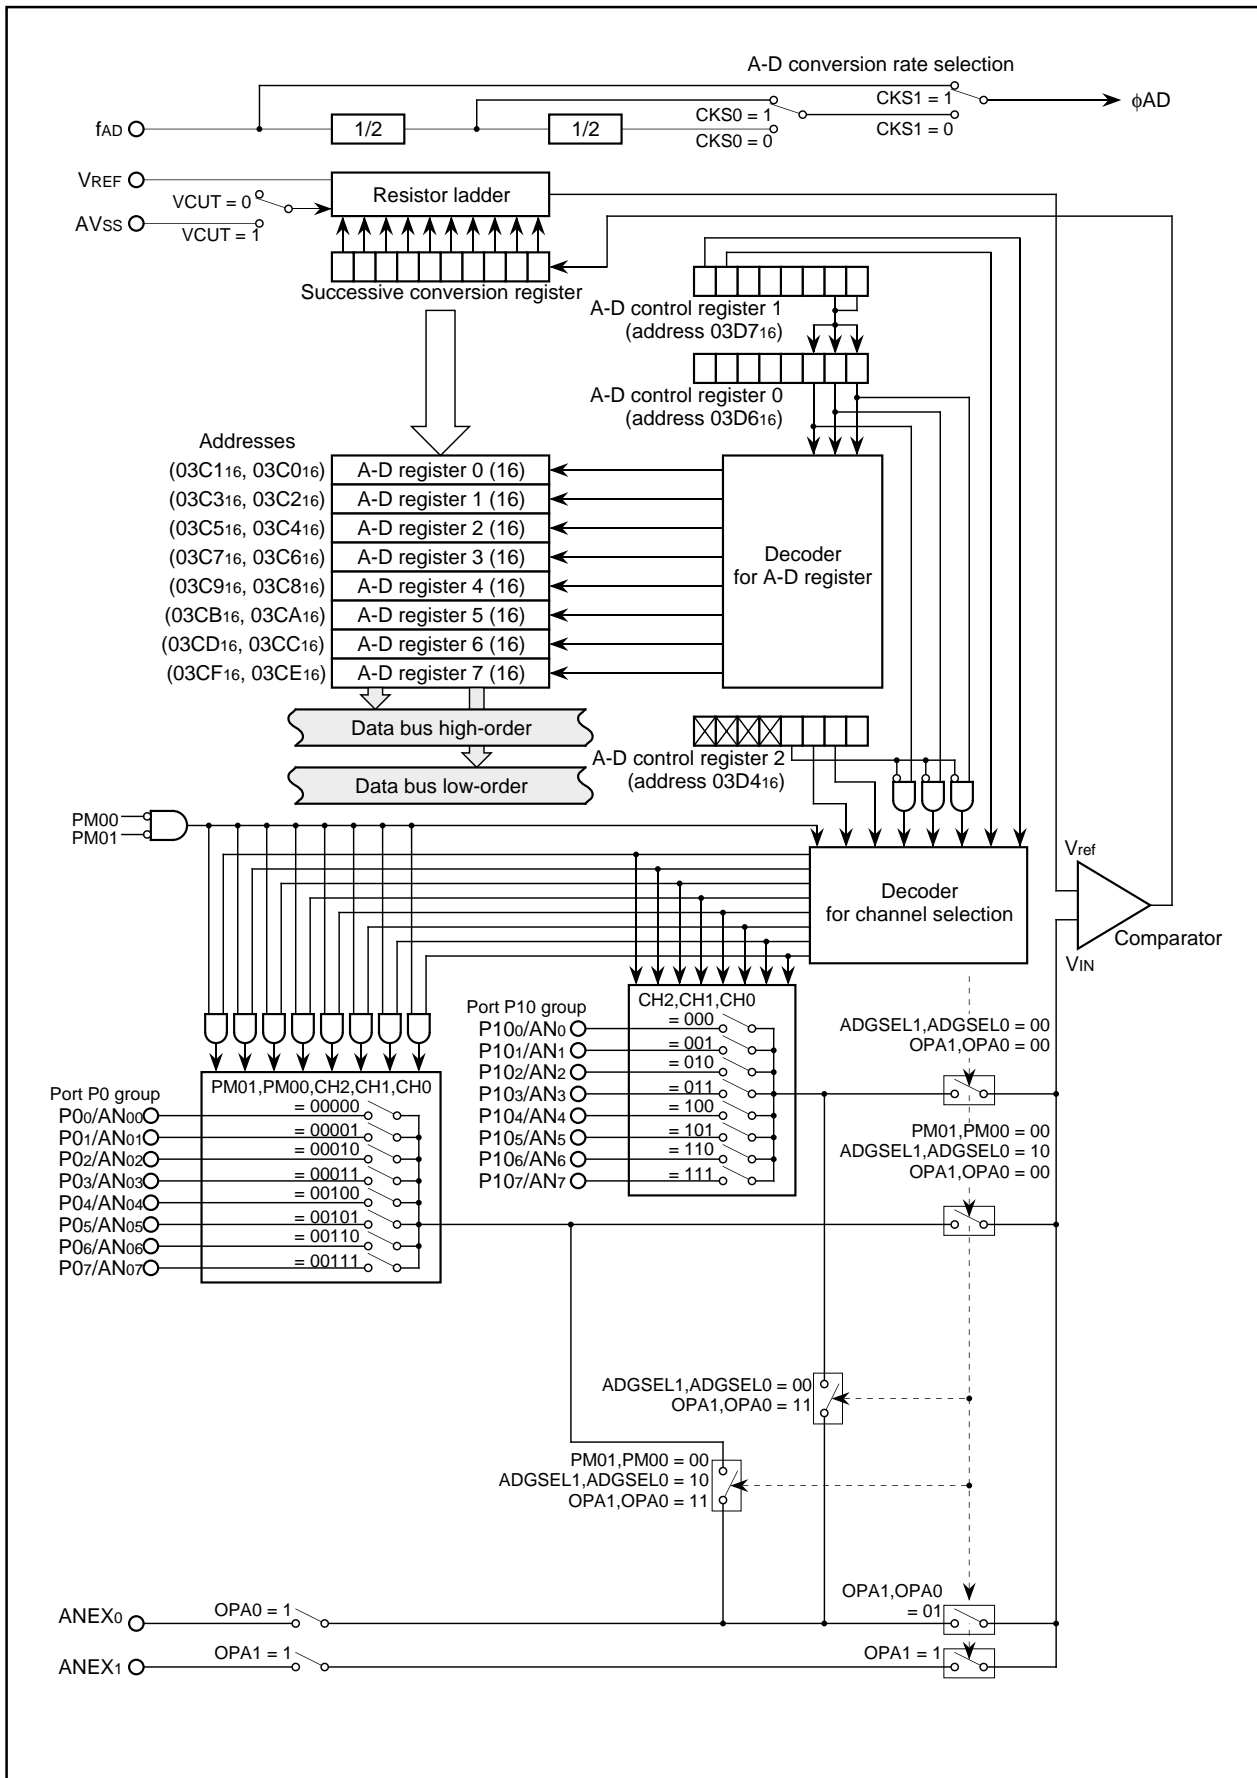 A-D conversion rate selection
CKS1 = 1
φAD
CKS0 = 1
fAD
1/2
1/2
CKS1 = 0
CKS0 = 0
VREF
Resistor ladder
VCUT = 0
AVSS
VCUT = 1
Successive conversion register
A-D control register 1
(address 03D716)
A-D control register 0
(address 03D616)
Addresses
(03C116, 03C016)
A-D register 0 (16)
(03C316, 03C216)
A-D register 1 (16)
(03C516, 03C416)
A-D register 2 (16)
(03C716, 03C616)
A-D register 3 (16)
(03C916, 03C816)
A-D register 4 (16)
(03CB16, 03CA16)
A-D register 5 (16)
(03CD16, 03CC16)
A-D register 6 (16)
(03CF16, 03CE16)
A-D register 7 (16)
Decoder
for A-D register
Data bus high-order
Data bus low-order
A-D control register 2
(address 03D416)
PM00
PM01
Decoder
for channel selection
Vref
VIN
Comparator
Port P10 group
CH2,CH1,CH0
P100/AN0
= 000
P101/AN1
= 001
P102/AN2
= 010
P103/AN3
= 011
P104/AN4
= 100
P105/AN5
= 101
P106/AN6
= 110
P107/AN7
= 111
ADGSEL1,ADGSEL0 = 00
OPA1,OPA0 = 00
PM01,PM00 = 00
ADGSEL1,ADGSEL0 = 10
OPA1,OPA0 = 00
Port P0 group
PM01,PM00,CH2,CH1,CH0
P00/AN00
= 00000
P01/AN01
= 00001
P02/AN02
= 00010
P03/AN03
= 00011
P04/AN04
= 00100
P05/AN05
= 00101
P06/AN06
= 00110
P07/AN07
= 00111
ADGSEL1,ADGSEL0 = 00
OPA1,OPA0 = 11
PM01,PM00 = 00
ADGSEL1,ADGSEL0 = 10
OPA1,OPA0 = 11
ANEX0
OPA0 = 1
OPA1,OPA0
= 01
ANEX1
OPA1 = 1
OPA1 = 1